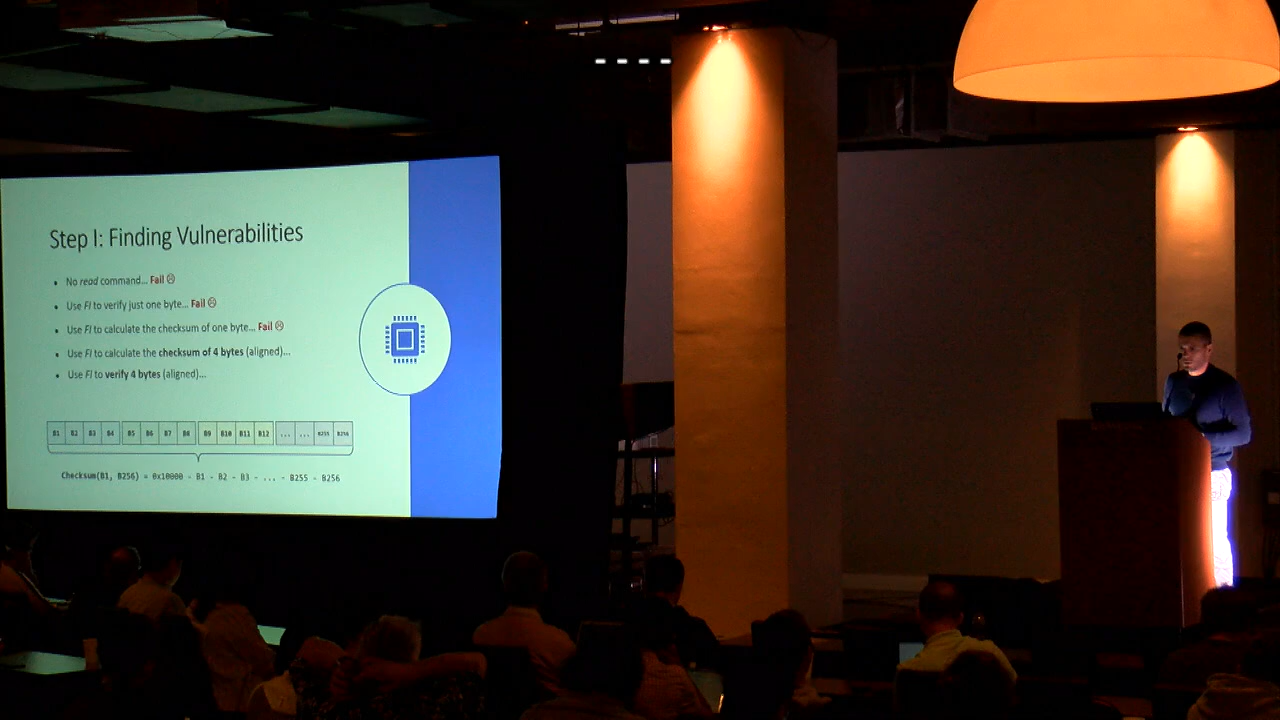 Step I: Finding Vulnerabilities
• No read command... Fail ☹
• Use FI to verify just one byte... Fail ☹
• Use FI to calculate the checksum of one byte... Fail ☹
• Use FI to calculate the checksum of 4 bytes (aligned)...
• Use FI to verify 4 bytes (aligned)...
B1 B2 B3 B4 B5 B6 B7 B8 B9 B10 B11 B12 ... ... B255 B256
Checksum(B1, B256) = 0x10000 - B1 - B2 - B3 - ... - B255 - B256